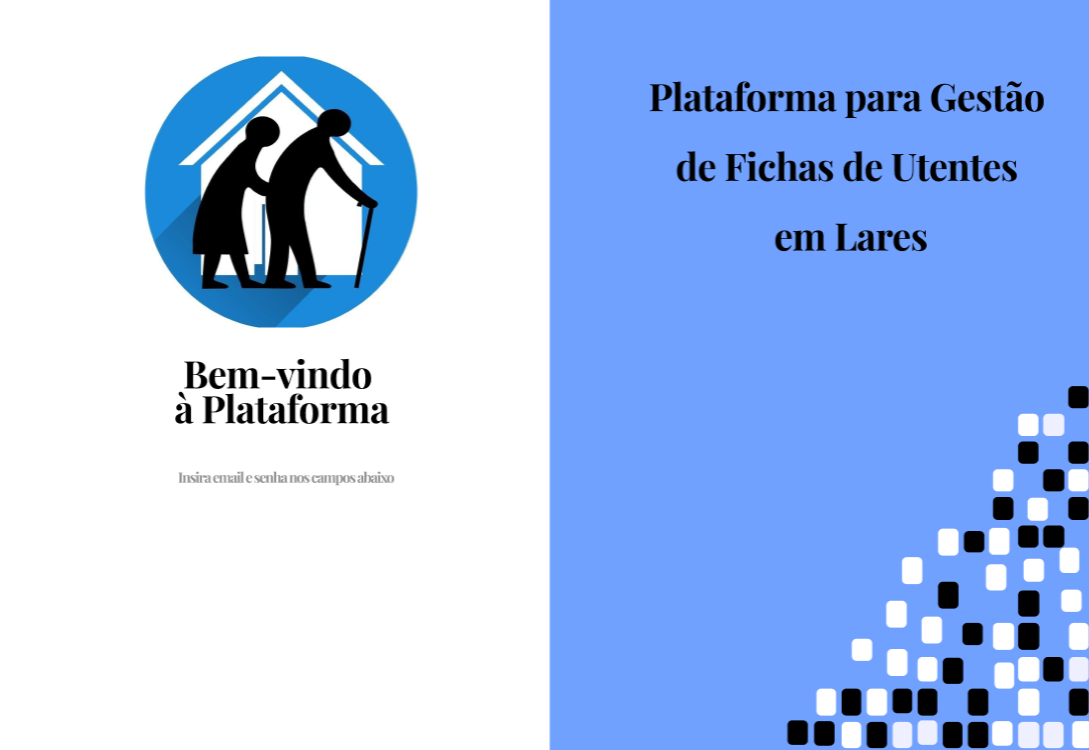 Bem-vindo
à Plataforma
Insira email e senha nos campos abaixo
Plataforma para Gestão
de Fichas de Utentes
em Lares